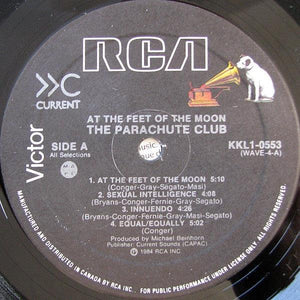 RCA
CURRENT
Victor
AT THE FEET OF THE MOON
THE PARACHUTE CLUB
SIDE A
All Selections
KKL1-0553
(WAVE-4-A)
1. AT THE FEET OF THE MOON 5:10
(Conger-Gray-Segato-Masi)
2. SEXUAL INTELLIGENCE 4:08
(Bryans-Conger-Fernie-Gray-Segato)
3. INNUENDO 4:26
(Bryans-Conger-Fernie-Gray-Masi-Segato)
4. EQUAL/EQUALLY 5:02
(Conger)
Produced by Michael Beinhorn
Publisher: Current Sounds (CAPAC)
℗ 1984 RCA INC.
MANUFACTURED AND DISTRIBUTED IN CANADA BY RCA INC. NOT FOR PUBLIC PERFORMANCE UNDER LICENSE FROM LEGAL OWNER.